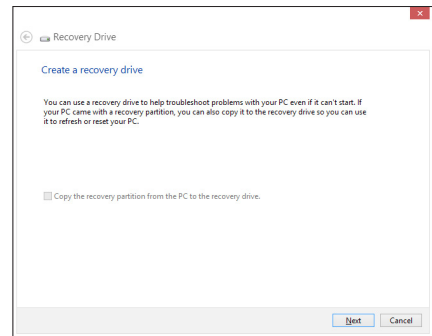 Recovery Drive
Create a recovery drive
You can use a recovery drive to help troubleshoot problems with your PC even if it can't start. If
your PC came with a recovery partition, you can also copy it to the recovery drive so you can use
it to refresh or reset your PC.
Copy the recovery partition from the PC to the recovery drive.
Next Cancel